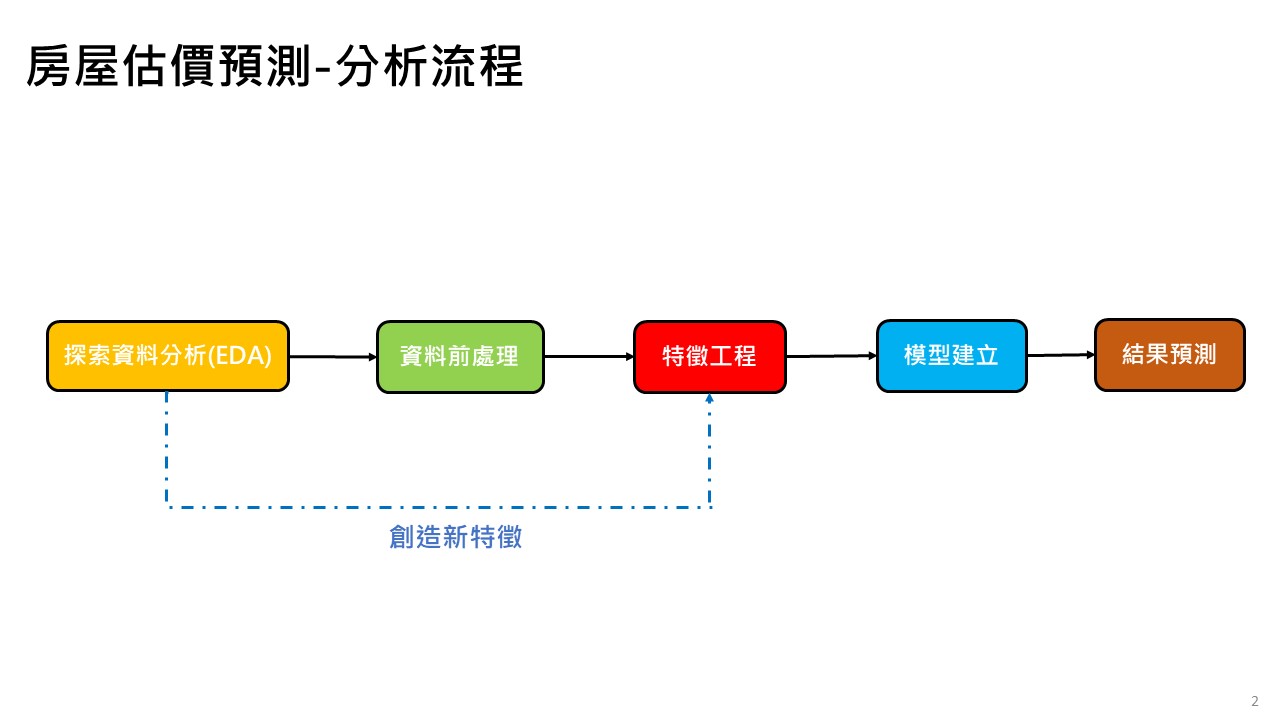 房屋估價預測-分析流程
探索資料分析(EDA)
資料前處理
特徵工程
模型建立
結果預測
創造新特徵
2